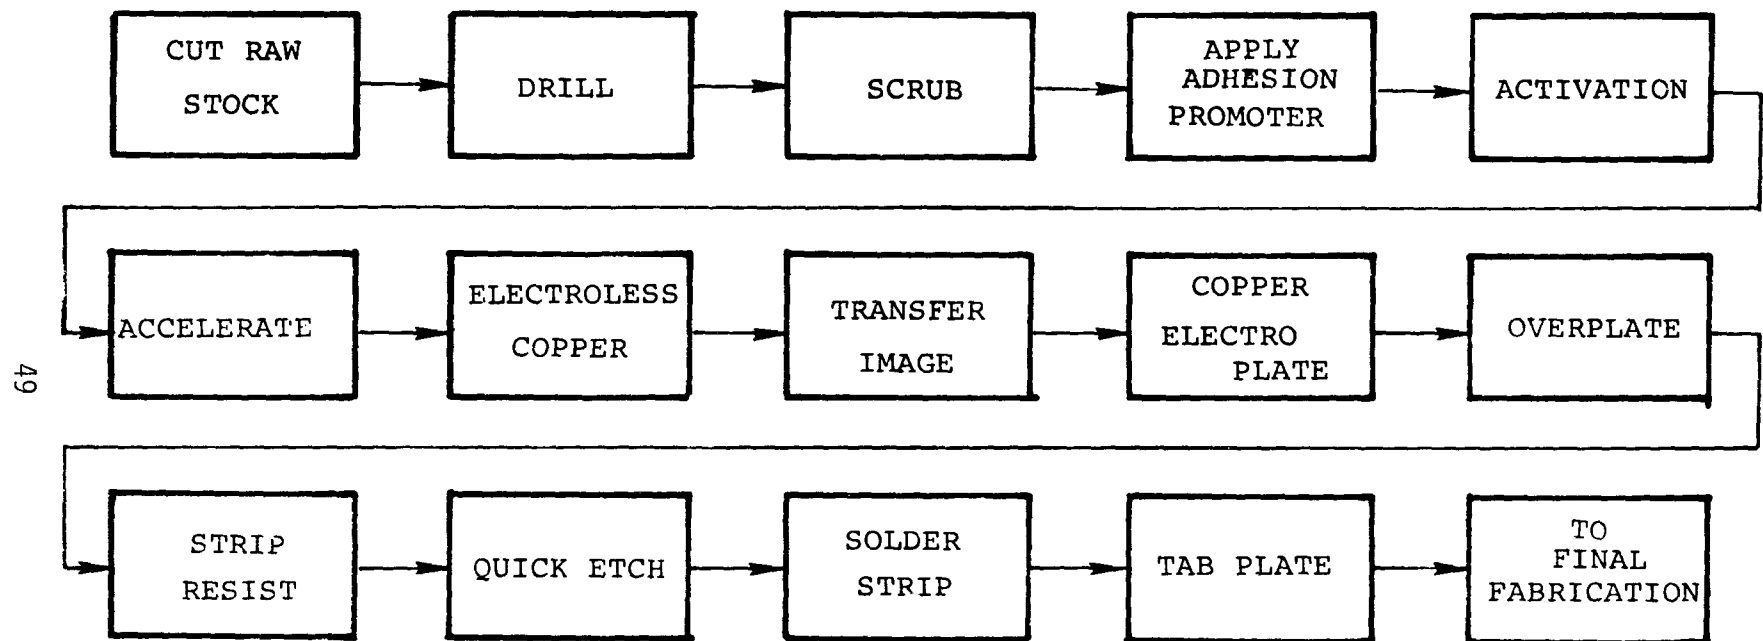 CUT RAW
STOCK
DRILL
SCRUB
APPLY
ADHESION
PROMOTER
ACTIVATION
ACCELERATE
ELECTROLESS
COPPER
TRANSFER
IMAGE
COPPER
ELECTRO
PLATE
OVERPLATE
STRIP
RESIST
QUICK ETCH
SOLDER
STRIP
TAB PLATE
TO
FINAL
FABRICATION
49